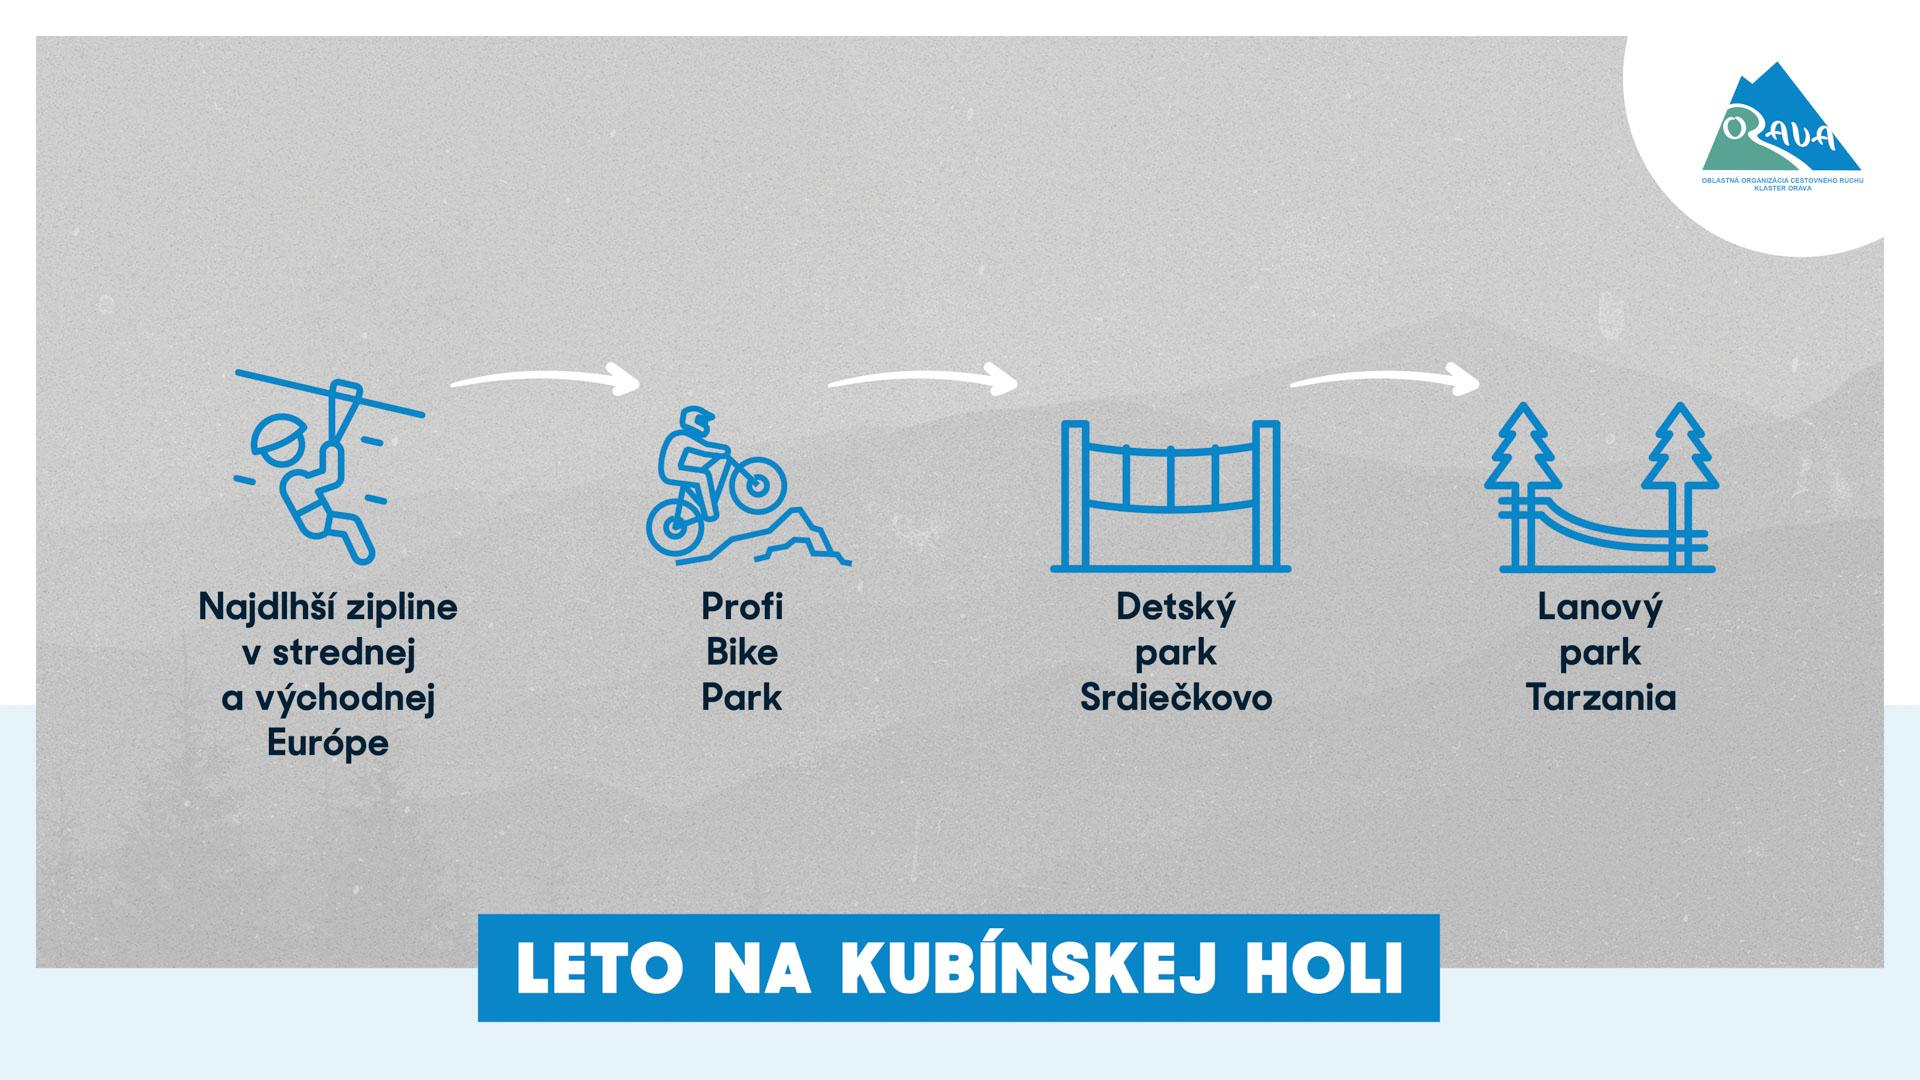 ORAVA
OBLASTNÁ ORGANIZÁCIA CESTOVNÉHO RUCHU
KLASTER ORAVA
Najdlhší zipline
v strednej
a východnej
Európe
Profi
Bike
Park
Detský
park
Srdiečkovo
Lanový
park
Tarzania
LETO NA KUBÍNSKEJ HOLI